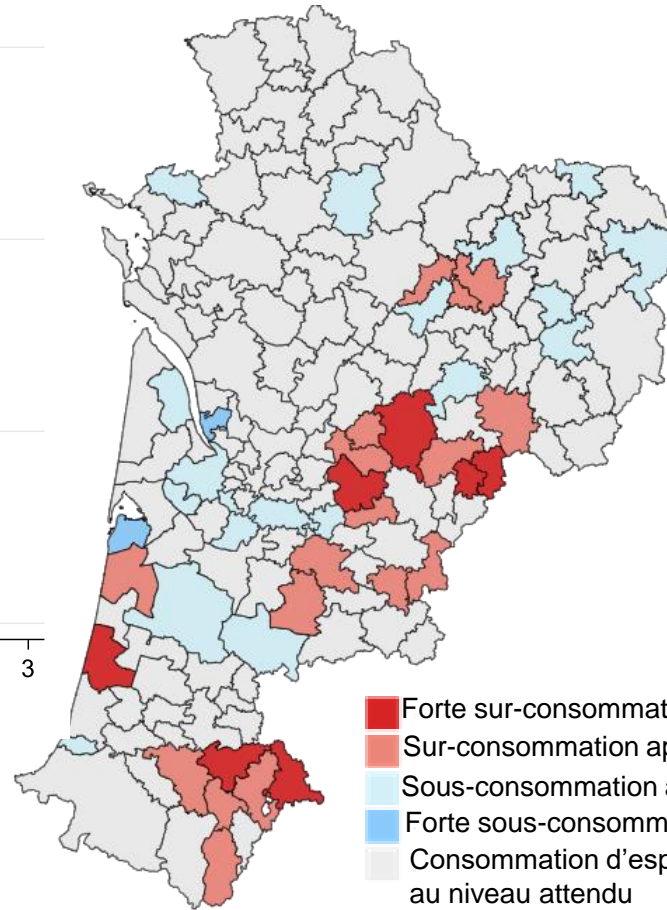 3
Forte sur-consommat
Sur-consommation ap
Sous-consommation a
Forte sous-consomm
Consommation d'esp
au niveau attendu